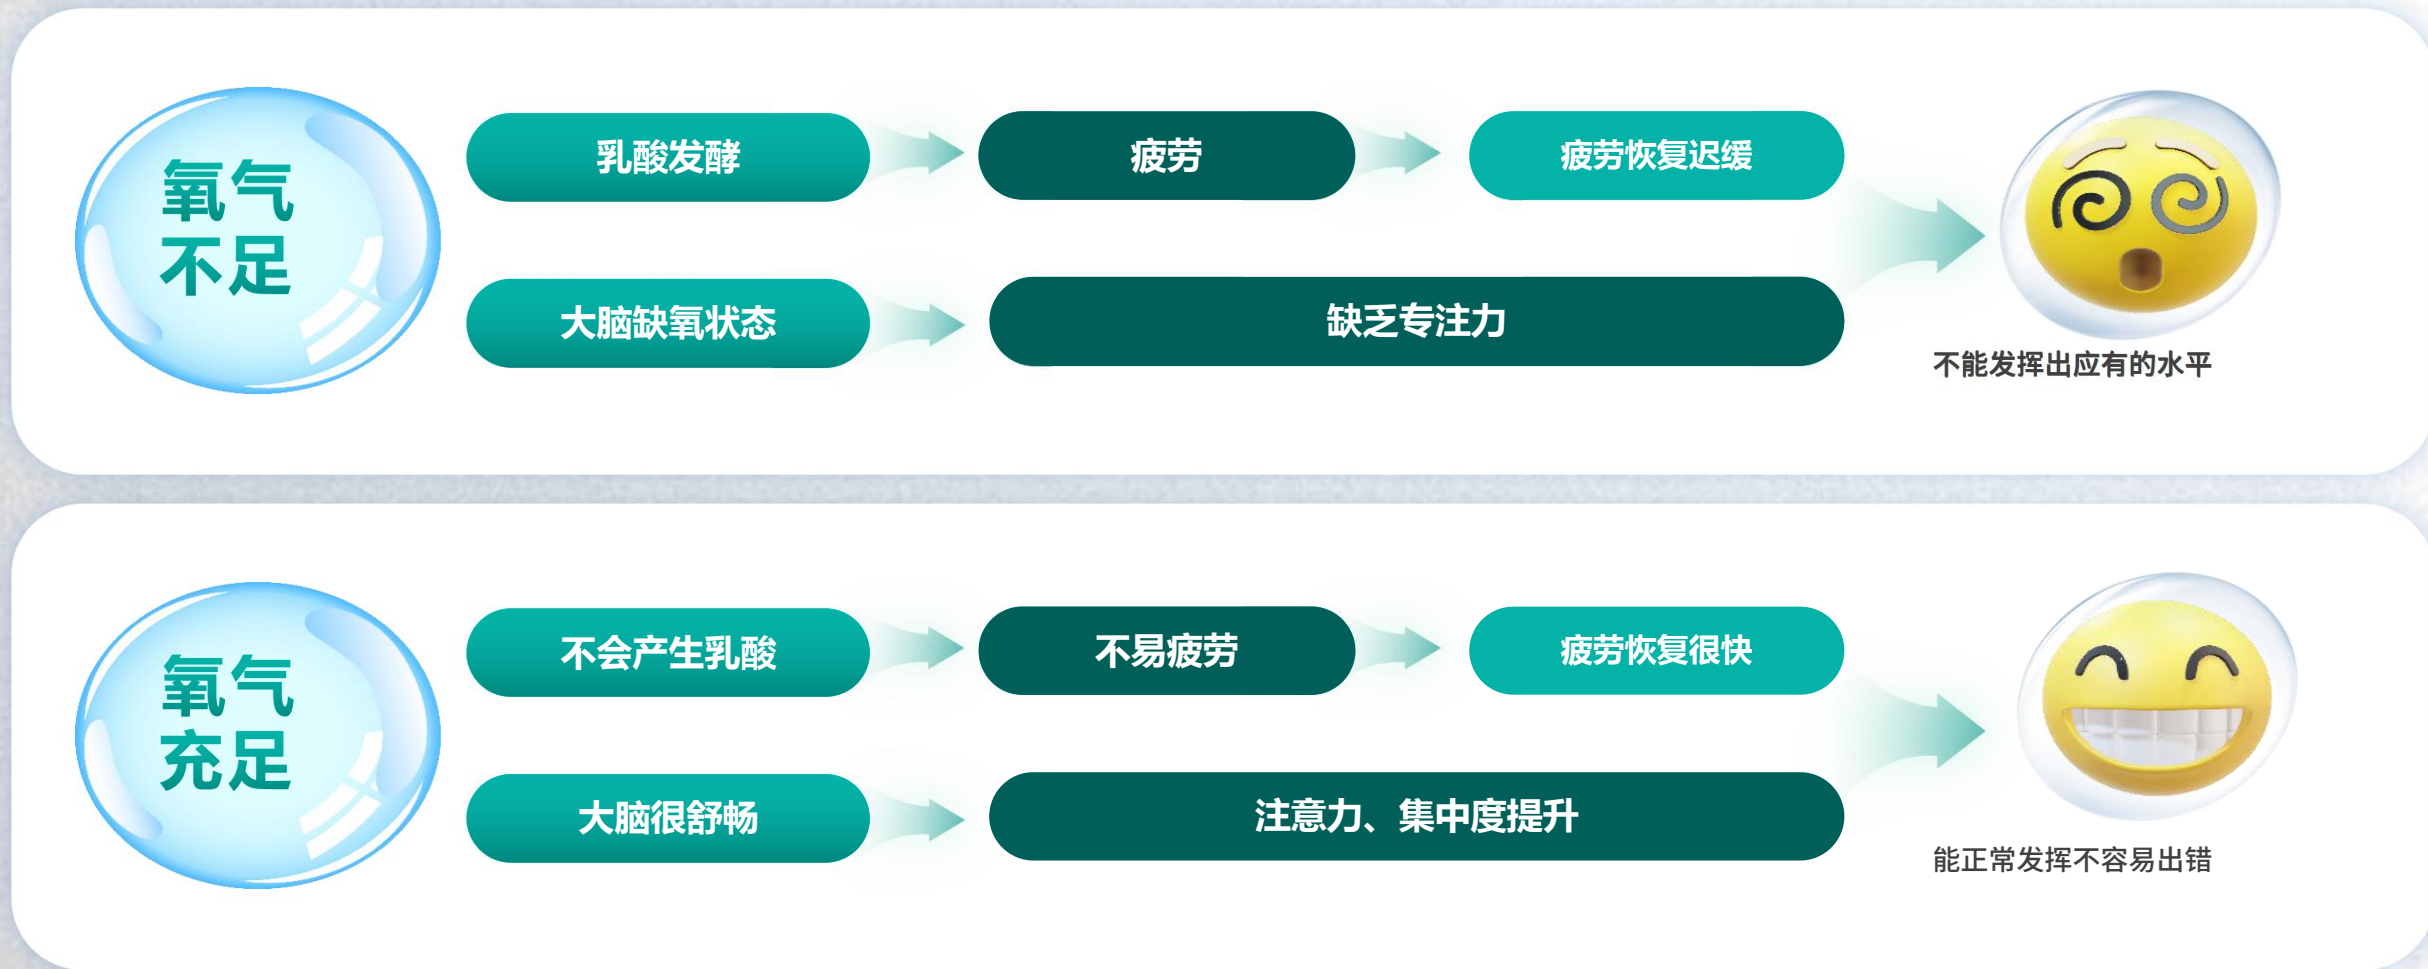 氧气
不足
乳酸发酵
疲劳
疲劳恢复迟缓
大脑缺氧状态
缺乏专注力
不能发挥出应有的水平
氧气
充足
不会产生乳酸
不易疲劳
疲劳恢复很快
大脑很舒畅
注意力、集中度提升
能正常发挥不容易出错